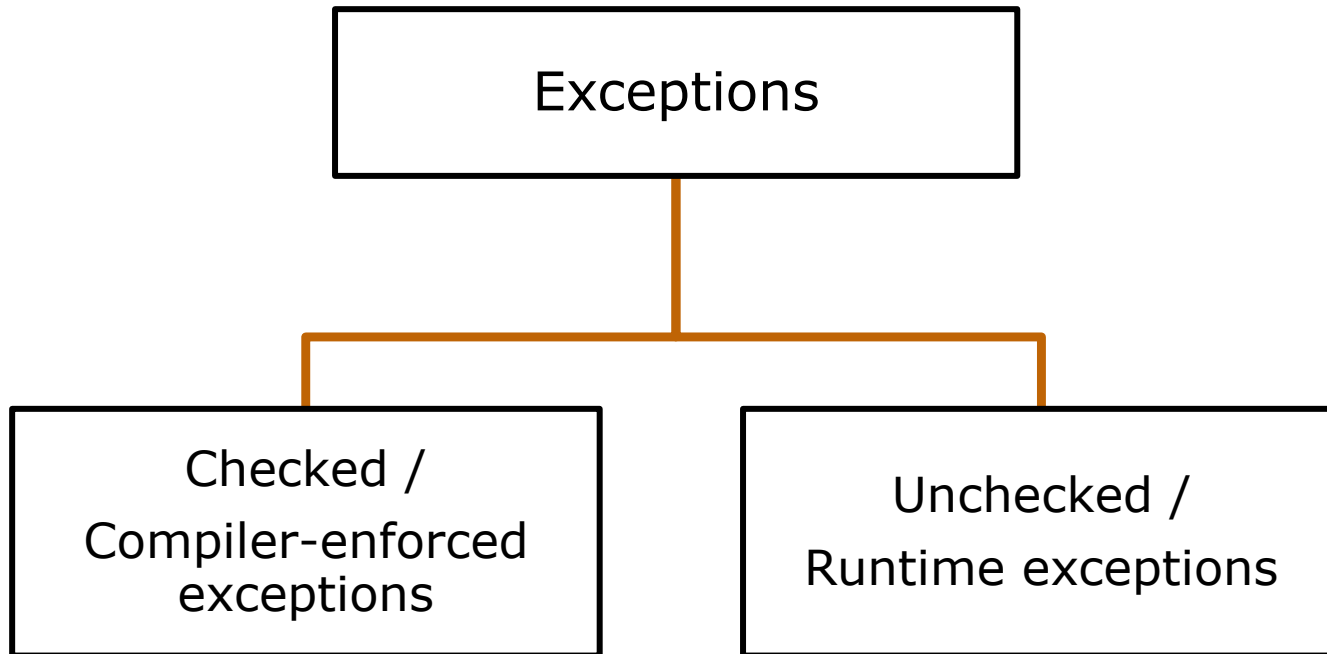 Exceptions
Checked /
Compiler-enforced
exceptions
Unchecked /
Runtime exceptions